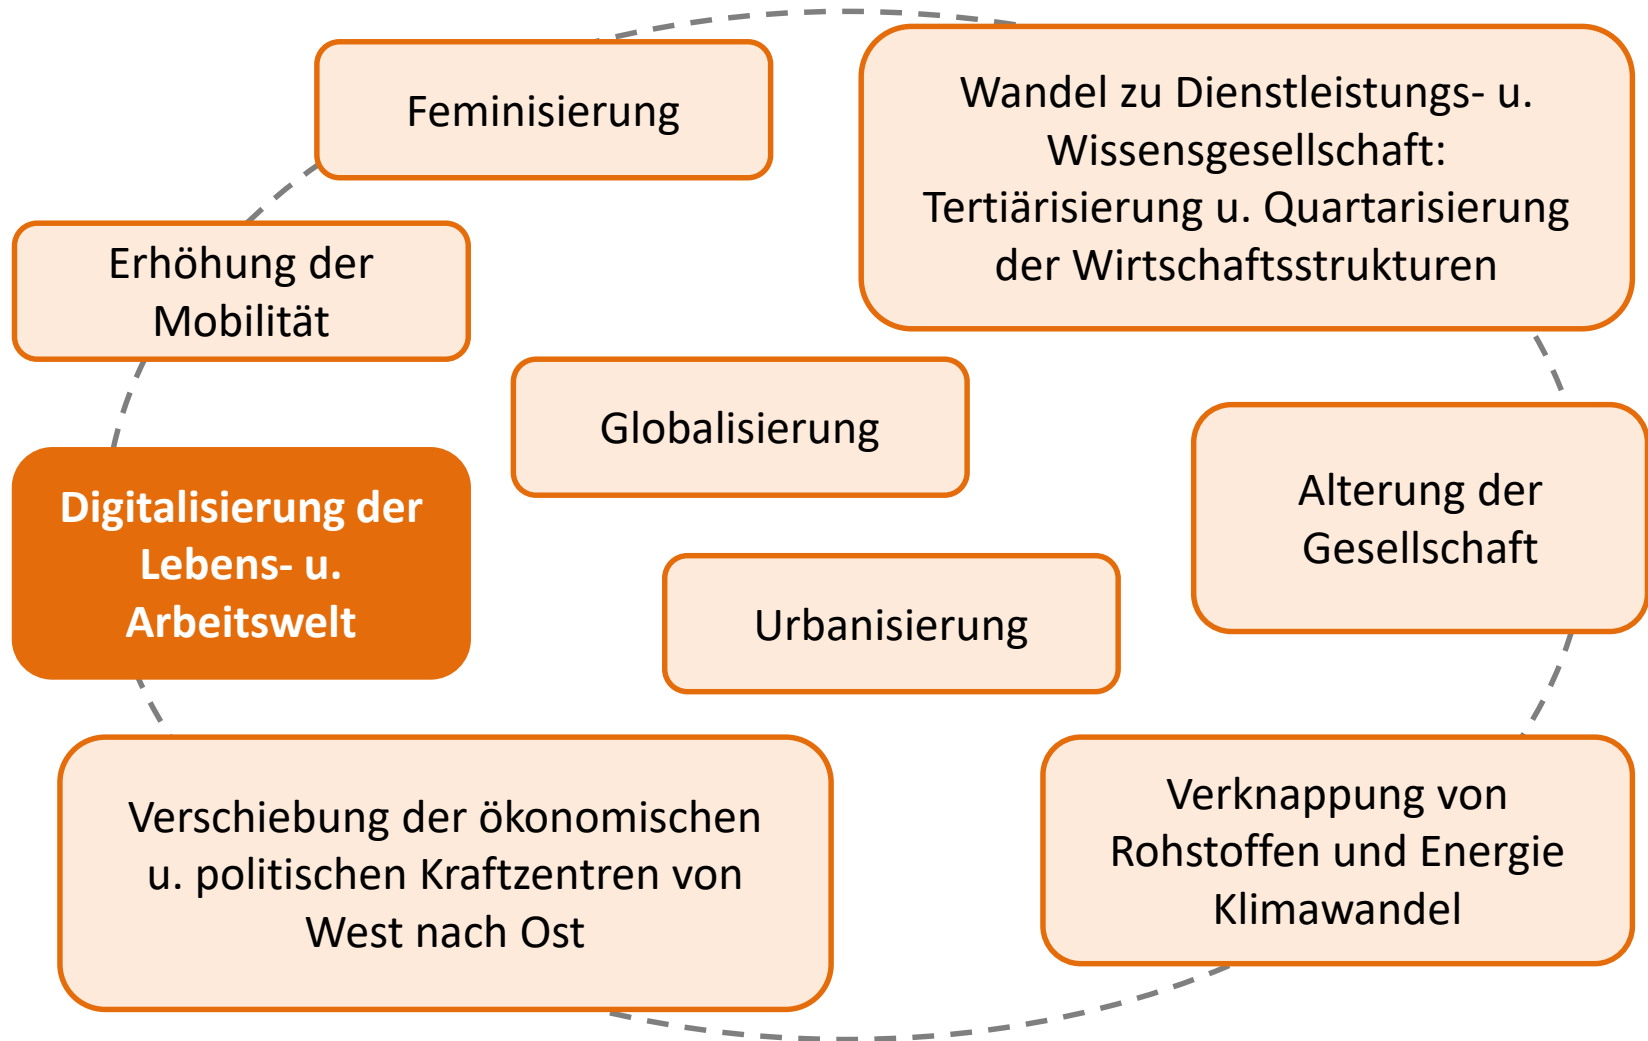 Feminisierung
Wandel zu Dienstleistungs- u.
Wissensgesellschaft:
Tertiärisierung u. Quartarisierung
der Wirtschaftsstrukturen
Erhöhung der
Mobilität
Globalisierung
Alterung der
Gesellschaft
Digitalisierung der
Lebens- u.
Arbeitswelt
Urbanisierung
Verschiebung der ökonomischen
u. politischen Kraftzentren von
West nach Ost
Verknappung von
Rohstoffen und Energie
Klimawandel